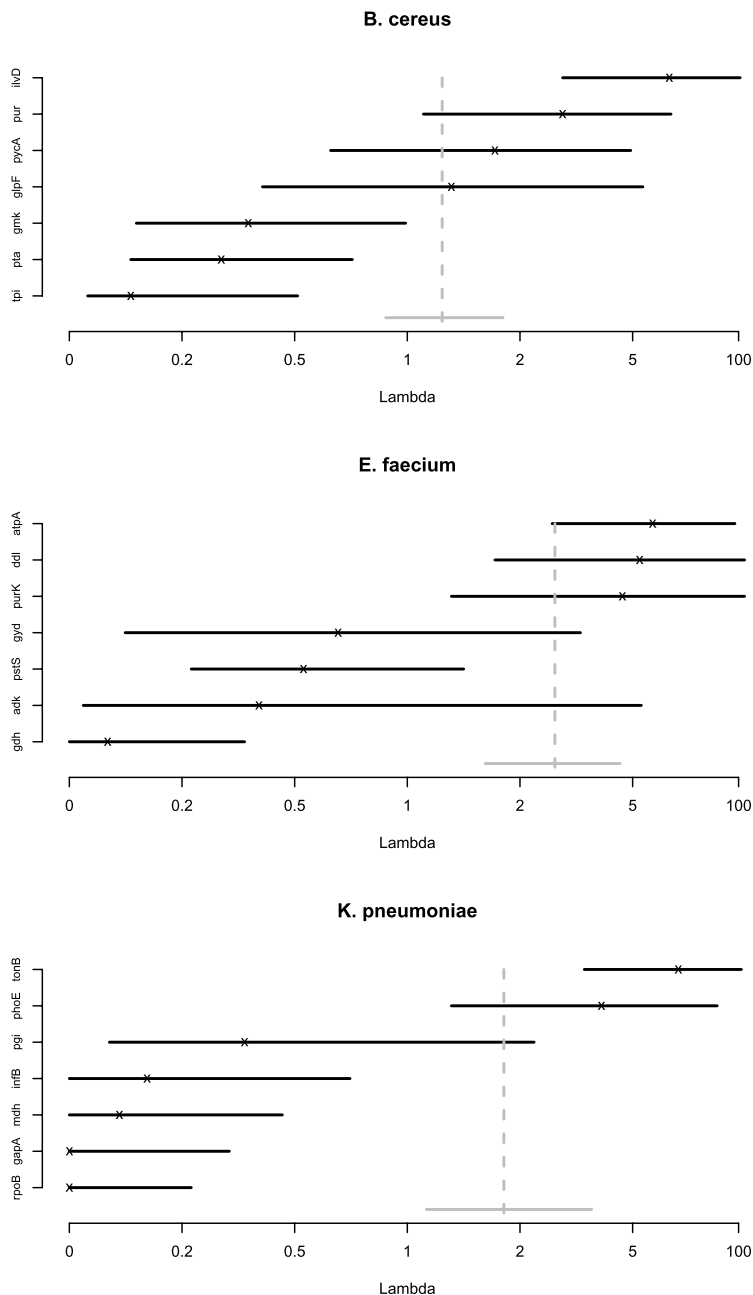 B. cereus
ilvD
pur
pycA
glpF
gmk
pta
tpi
0 0.2 0.5 1 2 5 100
Lambda
E. faecium
atpA
ddl
purK
gyd
pstS
adk
gdh
0 0.2 0.5 1 2 5 100
Lambda
K. pneumoniae
tonB
phoE
pgi
infB
mdh
gapA
rpoB
0 0.2 0.5 1 2 5 100
Lambda